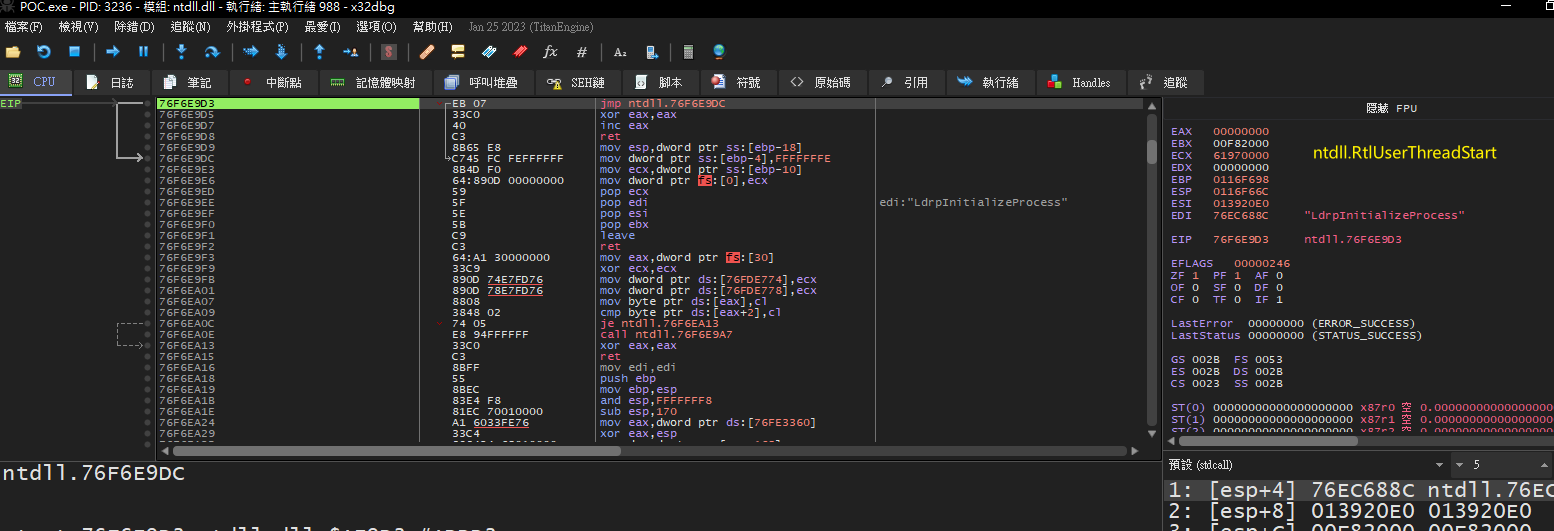 POC.exe - PID: 3236 - 模組: ntdll.dll - 執行緒: 主執行緒 988 - x32dbg
檔案(F) 檢視(V) 除錯(D) 追蹤(N) 外掛程式(P) 最愛(I) 選項(O) 幫助(H) Jan 25 2023 (TitanEngine)
CPU 日誌 筆記 中斷點 記憶體映射 呼叫堆疊 SEH鏈 腳本 符號 原始碼 引用 執行緒 Handles 追蹤
EIP 76F6E9D3 EB 07 jmp ntdll.76F6E9DC
76F6E9D5 33C0 xor eax,eax
76F6E9D7 40 inc eax
76F6E9D8 C3 ret
76F6E9D9 8B65 E8 mov esp,dword ptr ss:[ebp-18]
76F6E9DC C745 FC FEFFFFFF mov dword ptr ss:[ebp-4],FFFFFFFE
76F6E9E3 8B4D F0 mov ecx,dword ptr ss:[ebp-10]
76F6E9E6 64:890D 00000000 mov dword ptr fs:[0],ecx
76F6E9ED 59 pop ecx
76F6E9EE 5F pop edi edi:"LdrpInitializeProcess"
76F6E9EF 5E pop esi
76F6E9F0 5B pop ebx
76F6E9F1 C9 leave
76F6E9F2 C3 ret
76F6E9F3 64:A1 30000000 mov eax,dword ptr fs:[30]
76F6E9F9 33C9 xor ecx,ecx
76F6E9FB 890D 74E7FD76 mov dword ptr ds:[76FDE774],ecx
76F6EA01 890D 78E7FD76 mov dword ptr ds:[76FDE778],ecx
76F6EA07 8808 mov byte ptr ds:[eax],cl
76F6EA09 3848 02 cmp byte ptr ds:[eax+2],cl
76F6EA0C 74 05 je ntdll.76F6EA13
76F6EA0E E8 94FFFFFF call ntdll.76F6E9A7
76F6EA13 33C0 xor eax,eax
76F6EA15 C3 ret
76F6EA16 8BFF mov edi,edi
76F6EA18 55 push ebp
76F6EA19 8BEC mov ebp,esp
76F6EA1B 83E4 F8 and esp,FFFFFFF8
76F6EA1E 81EC 70010000 sub esp,170
76F6EA24 A1 6033FE76 mov eax,dword ptr ds:[76FE3360]
76F6EA29 33C4 xor eax,esp
隱藏 FPU
EAX 00000000
EBX 00F82000 ntdll.RtlUserThreadStart
ECX 61970000
EDX 00000000
EBP 0116F698
ESP 0116F66C
ESI 013920E0
EDI 76EC688C "LdrpInitializeProcess"
EIP 76F6E9D3 ntdll.76F6E9D3
EFLAGS 00000246
ZF 1 PF 1 AF 0
OF 0 SF 0 DF 0
CF 0 TF 0 IF 1
LastError 00000000 (ERROR_SUCCESS)
LastStatus 00000000 (STATUS_SUCCESS)
GS 002B FS 0053
ES 002B DS 002B
CS 0023 SS 002B
ST(0) 00000000000000000000 x87r0 空 0.0000000000000000
ST(1) 00000000000000000000 x87r1 空 0.0000000000000000
預設 (stdcall) 5
1: [esp+4] 76EC688C ntdll.76EC
2: [esp+8] 013920E0 013920E0
ntdll.76F6E9DC